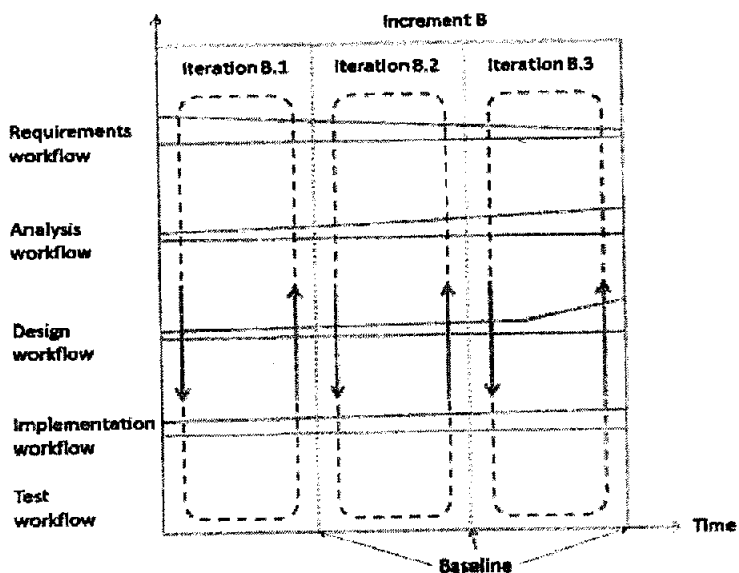 Increment B
Iteration B.1
Iteration B.2
Iteration B.3
Requirements
workflow
Analysis
workflow
Design
workflow
Implementation
workflow
Test
workflow
Time
Baseline